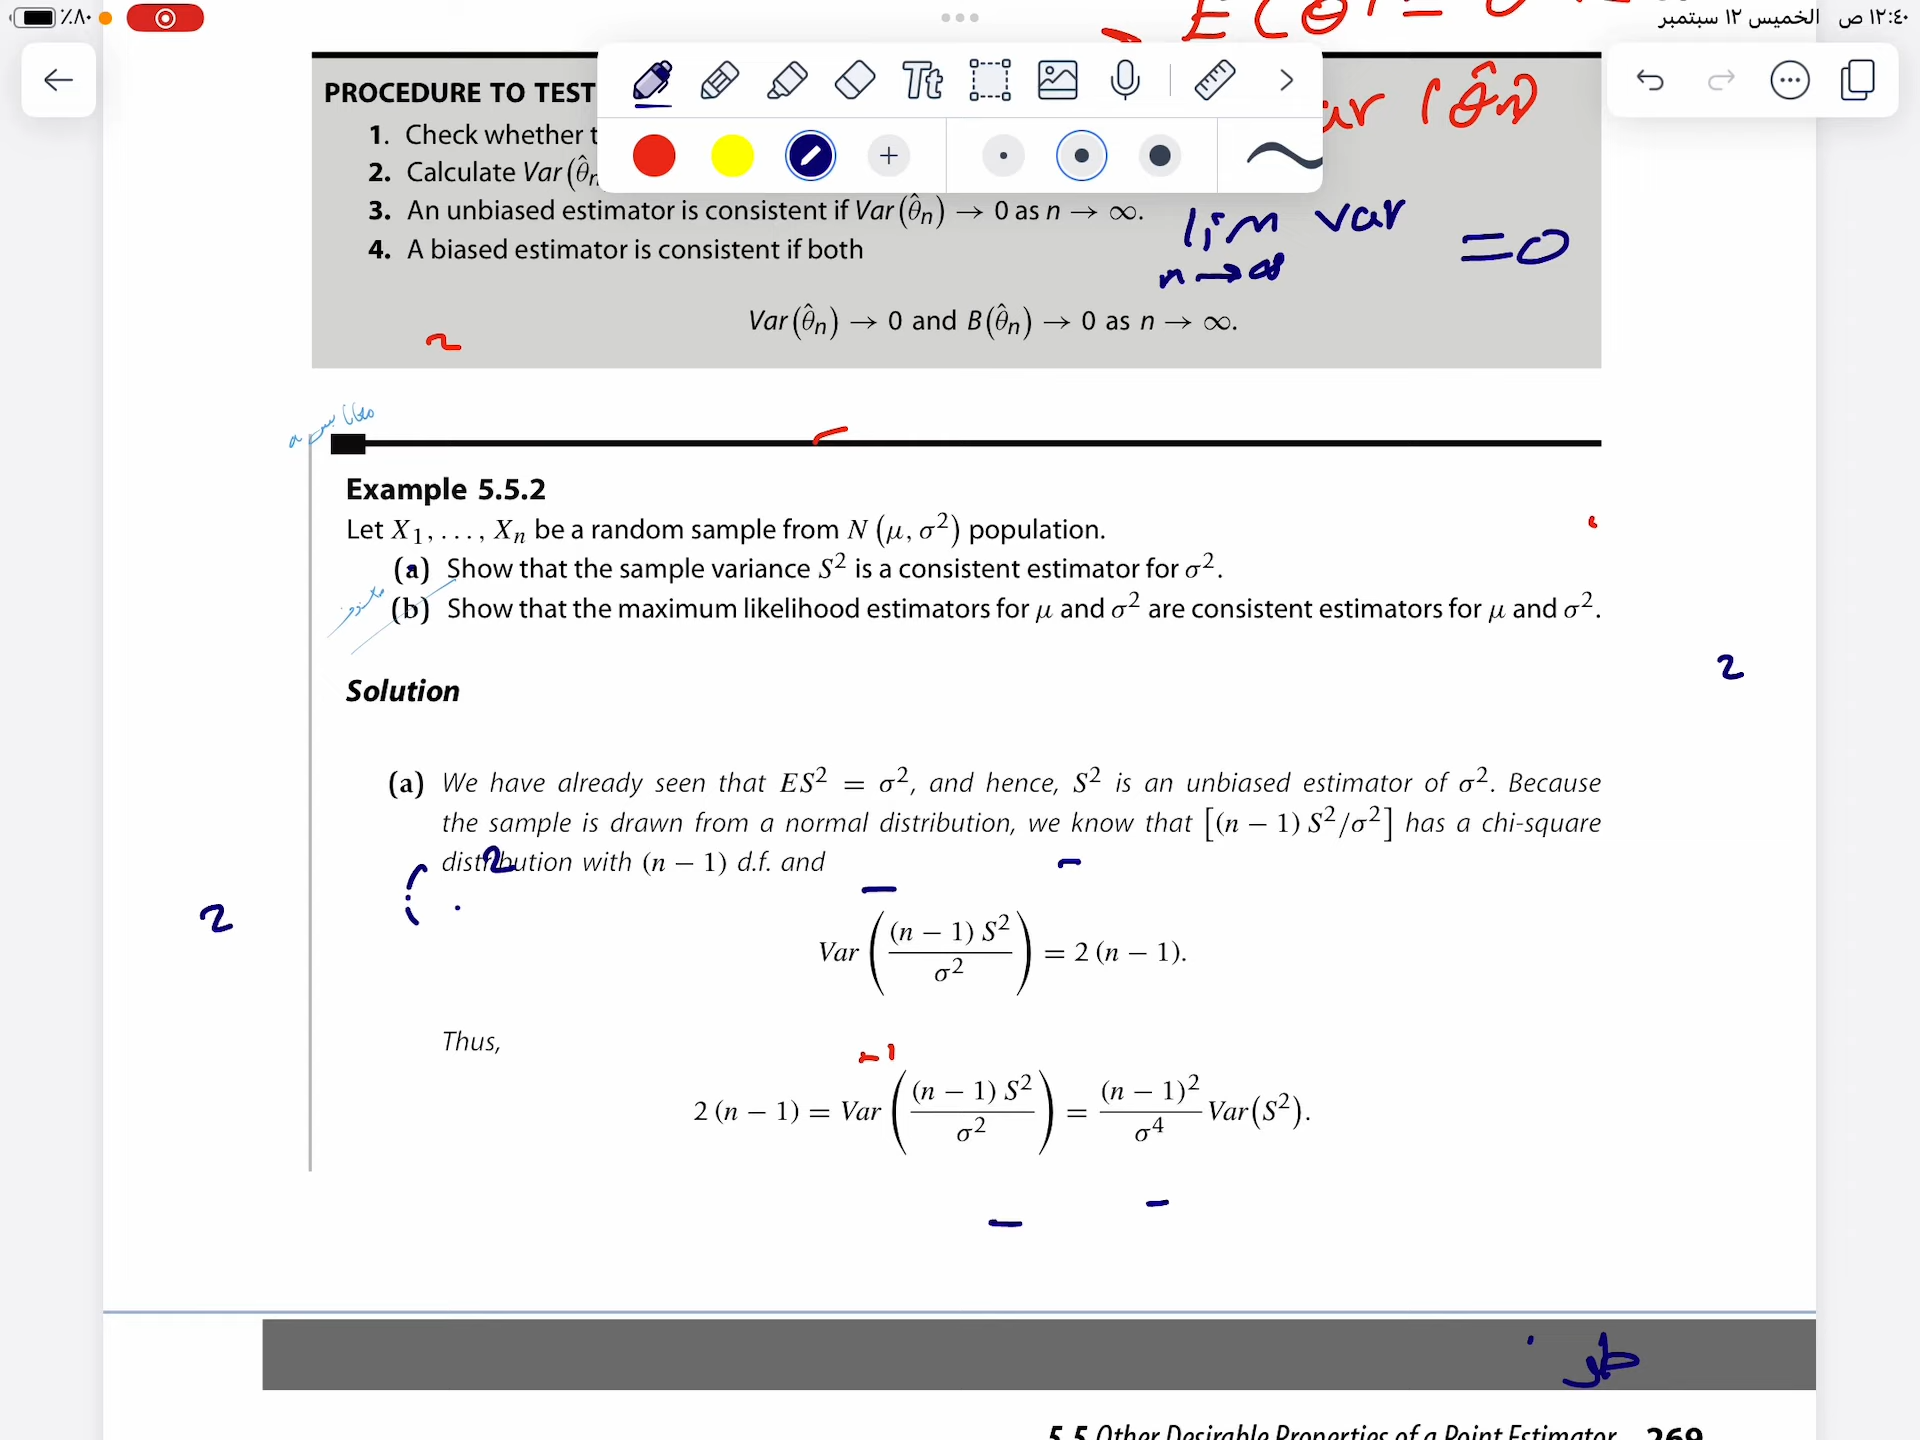 ٪٨٠
١٢:٤٠ ص الخميس ١٢ سبتمبر
PROCEDURE TO TEST
1. Check whether t
2. Calculate Var(θ̂n
3. An unbiased estimator is consistent if Var(θ̂n) → 0 as n → ∞.
4. A biased estimator is consistent if both
Var(θ̂n) → 0 and B(θ̂n) → 0 as n → ∞.
Tt
ar (θ̂n)
lim var = 0
n → ∞
Example 5.5.2
Let X1, . . . , Xn be a random sample from N (μ, σ²) population.
(a) Show that the sample variance S² is a consistent estimator for σ².
(b) Show that the maximum likelihood estimators for μ and σ² are consistent estimators for μ and σ².
2
Solution
(a) We have already seen that ES² = σ², and hence, S² is an unbiased estimator of σ². Because
the sample is drawn from a normal distribution, we know that [(n − 1) S²/σ²] has a chi-square
distribution with (n − 1) d.f. and
2
2
Var ((n − 1) S² / σ²) = 2 (n − 1).
Thus,
2 (n − 1) = Var ((n − 1) S² / σ²) = (n − 1)² / σ⁴ Var(S²).
5.5 Other Desirable Properties of a Point Estimator 269